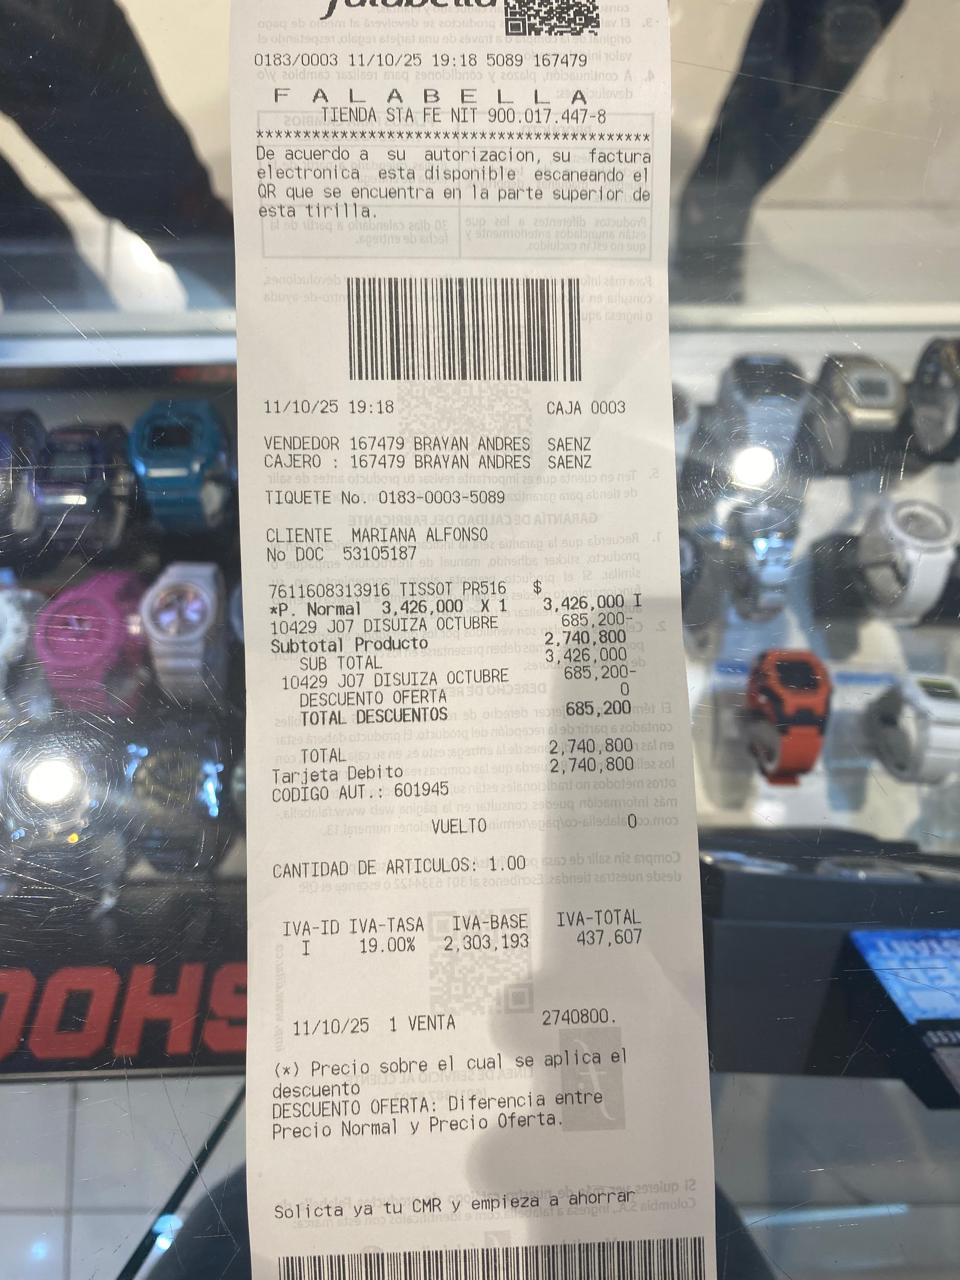 falabella
0183/0003 11/10/25 19:18 5089 167479
F A L A B E L L A
TIENDA STA FE NIT 900.017.447-8
******************************************
De acuerdo a su autorizacion, su factura
electronica esta disponible escaneando el
QR que se encuentra en la parte superior de
esta tirilla.
11/10/25 19:18 CAJA 0003
VENDEDOR 167479 BRAYAN ANDRES SAENZ
CAJERO : 167479 BRAYAN ANDRES SAENZ
TIQUETE No. 0183-0003-5089
CLIENTE MARIANA ALFONSO
No DOC 53105187
7611608313916 TISSOT PR516 $
*P. Normal 3,426,000 X 1 3,426,000 I
10429 J07 DISUIZA OCTUBRE 685,200-
Subtotal Producto 2,740,800
SUB TOTAL 3,426,000
10429 J07 DISUIZA OCTUBRE 685,200-
DESCUENTO OFERTA 0
TOTAL DESCUENTOS 685,200
TOTAL 2,740,800
Tarjeta Debito 2,740,800
CODIGO AUT.: 601945
VUELTO 0
CANTIDAD DE ARTICULOS: 1.00
IVA-ID IVA-TASA IVA-BASE IVA-TOTAL
I 19.00% 2,303,193 437,607
11/10/25 1 VENTA 2740800.
(*) Precio sobre el cual se aplica el
descuento
DESCUENTO OFERTA: Diferencia entre
Precio Normal y Precio Oferta.
Solicta ya tu CMR y empieza a ahorrar